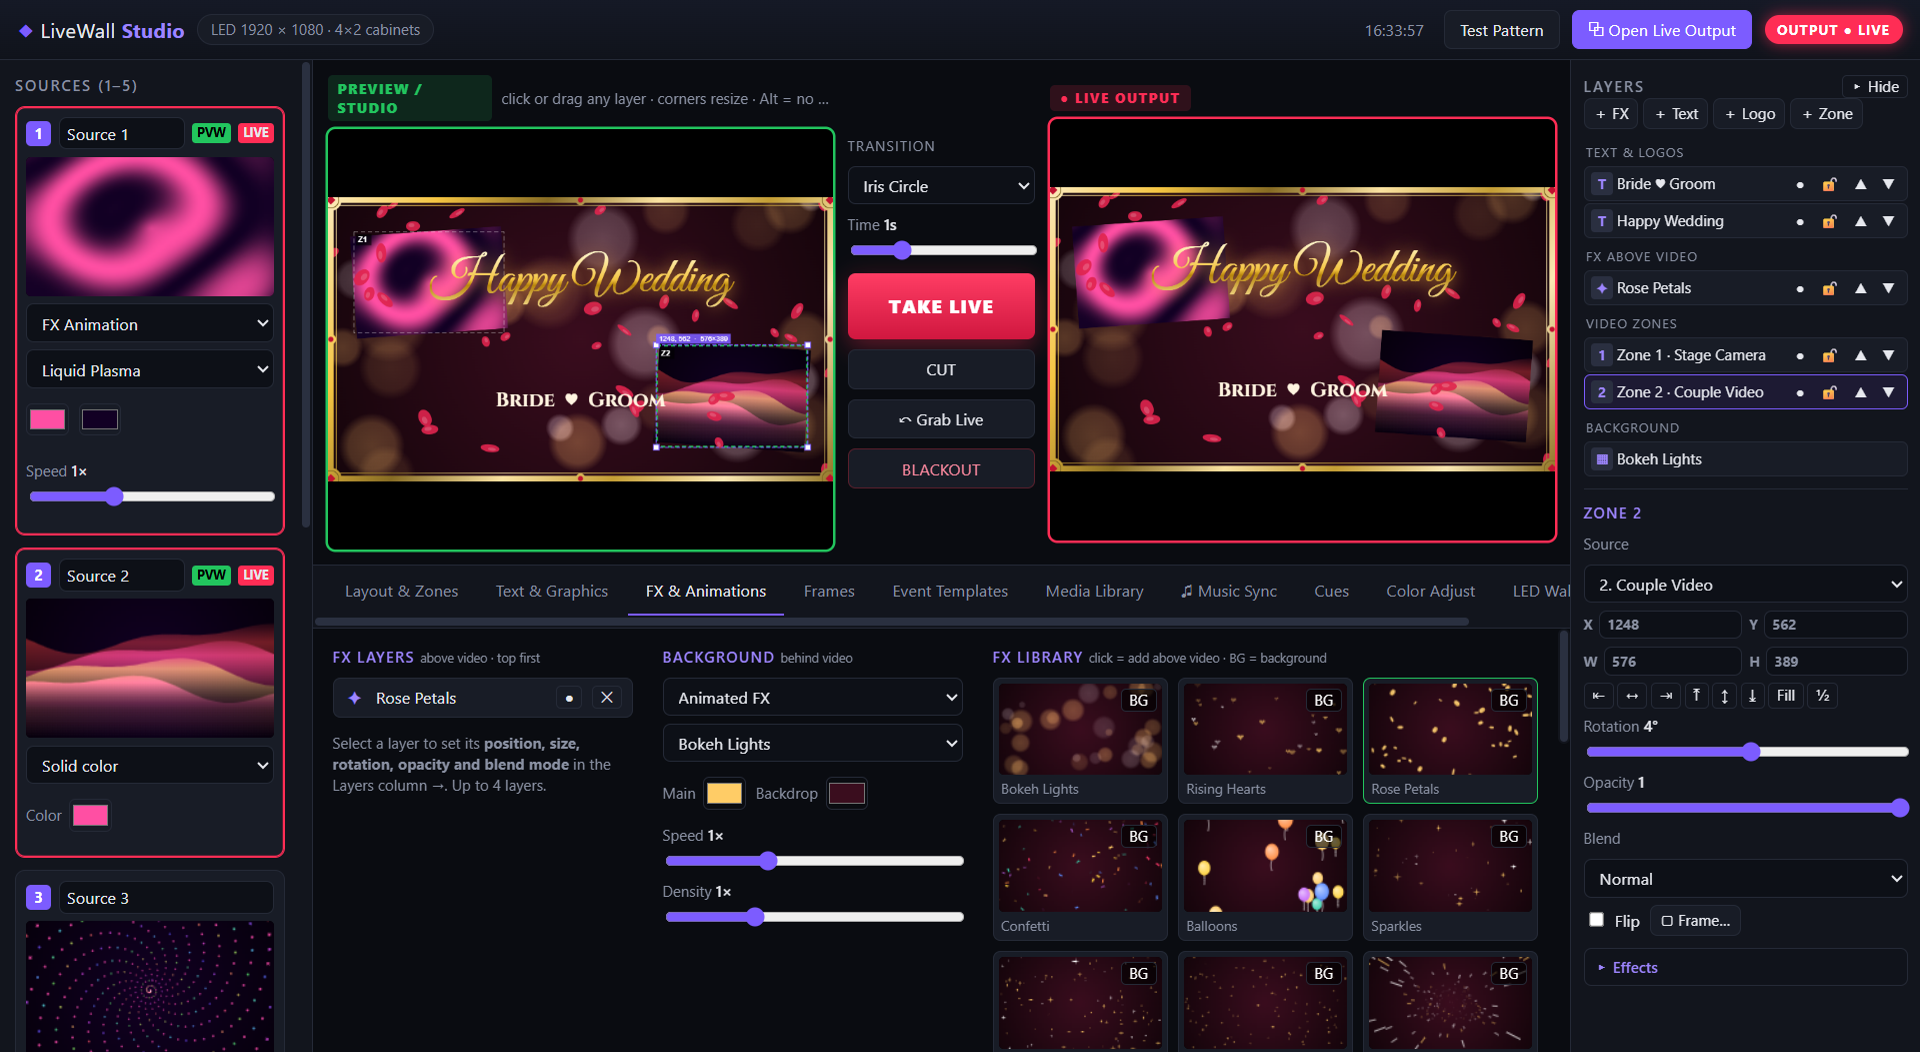 LiveWall Studio
LED 1920 × 1080 · 4×2 cabinets
16:33:57
Test Pattern
Open Live Output
OUTPUT ● LIVE
SOURCES (1–5)
1
Source 1
PVW
LIVE
FX Animation
Liquid Plasma
Speed 1×
2
Source 2
PVW
LIVE
Solid color
Color
3
Source 3
PREVIEW /
STUDIO
click or drag any layer · corners resize · Alt = no ...
Z1
Happy Wedding
1248,562 · 576×389
Z2
BRIDE ♥ GROOM
TRANSITION
Iris Circle
Time 1s
TAKE LIVE
CUT
⤺ Grab Live
BLACKOUT
● LIVE OUTPUT
Happy Wedding
BRIDE ♥ GROOM
Layout & Zones
Text & Graphics
FX & Animations
Frames
Event Templates
Media Library
♫ Music Sync
Cues
Color Adjust
LED Wal
FX LAYERS above video · top first
Rose Petals
Select a layer to set its position, size,
rotation, opacity and blend mode in the
Layers column →. Up to 4 layers.
BACKGROUND behind video
Animated FX
Bokeh Lights
Main
Backdrop
Speed 1×
Density 1×
FX LIBRARY click = add above video · BG = background
BG
Bokeh Lights
BG
Rising Hearts
BG
Rose Petals
BG
Confetti
BG
Balloons
BG
Sparkles
BG
BG
BG
LAYERS
▸ Hide
+ FX
+ Text
+ Logo
+ Zone
TEXT & LOGOS
T Bride ♥ Groom
T Happy Wedding
FX ABOVE VIDEO
Rose Petals
VIDEO ZONES
1 Zone 1 · Stage Camera
2 Zone 2 · Couple Video
BACKGROUND
Bokeh Lights
ZONE 2
Source
2. Couple Video
X 1248
Y 562
W 576
H 389
Fill
½
Rotation 4°
Opacity 1
Blend
Normal
Flip
▢ Frame...
▸ Effects